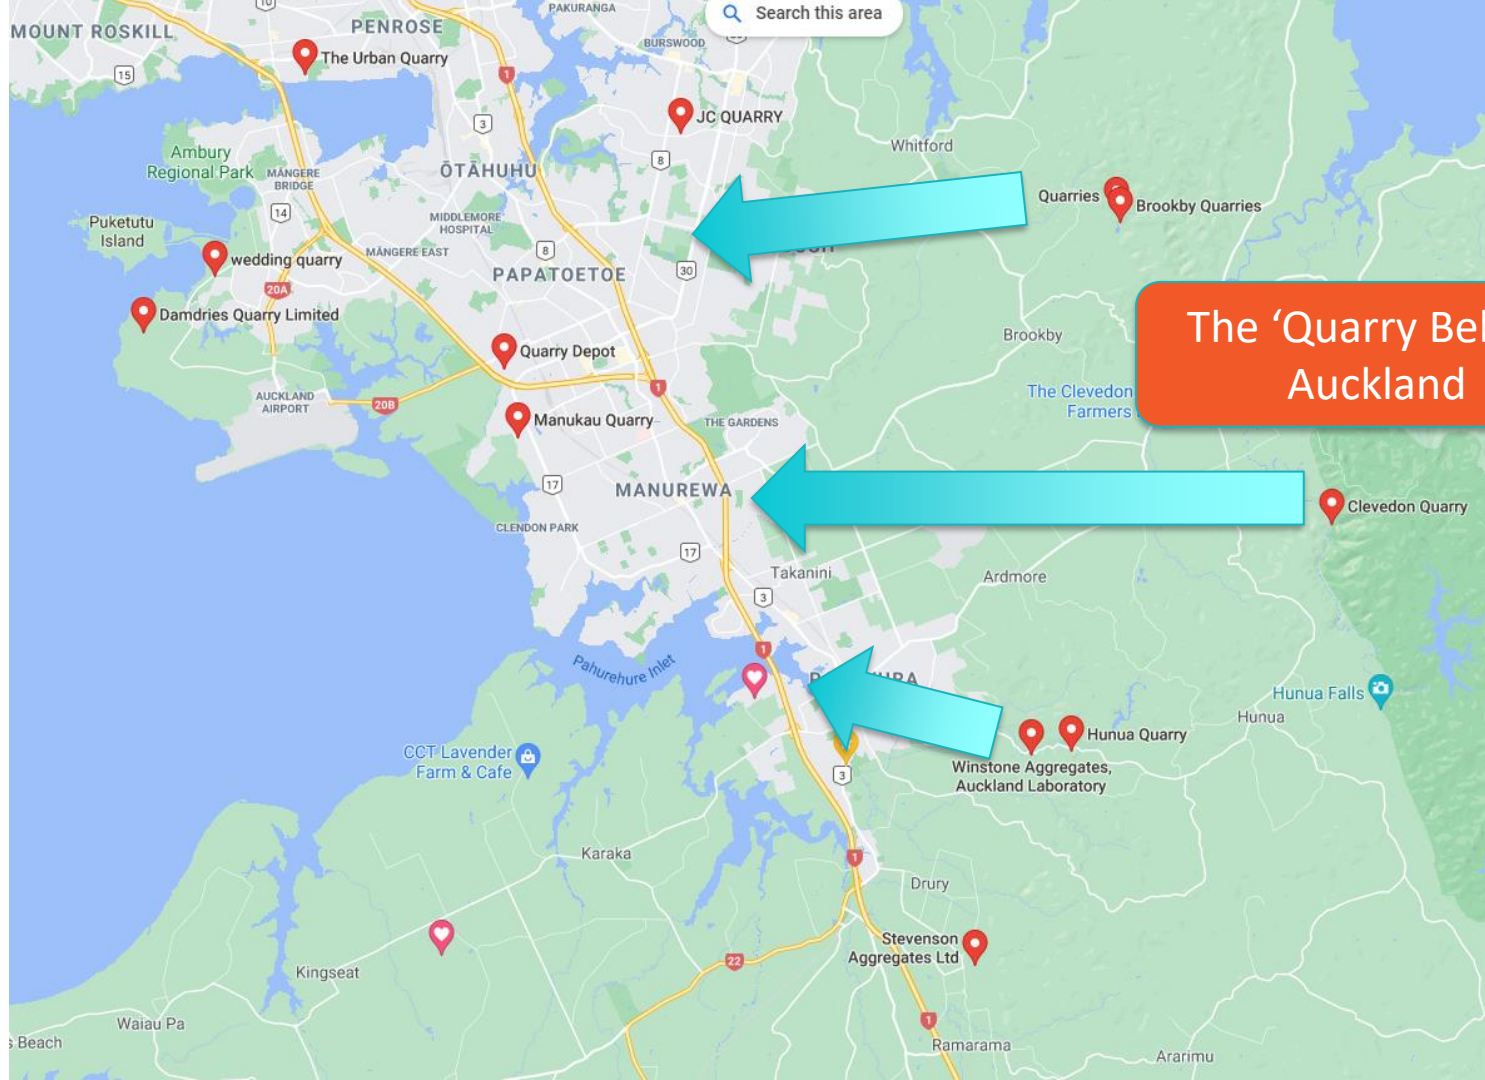 10
PAKURANGA
Search this area
MOUNT ROSKILL
PENROSE
BURSWOOD
The Urban Quarry
15
1
JC QUARRY
3
Whitford
Ambury
Regional Park
MĀNGERE
BRIDGE
ŌTĀHUHU
8
Quarries
Brookby Quarries
14
MIDDLEMORE
HOSPITAL
Puketutu
Island
wedding quarry
MĀNGERE EAST
8
PAPATOETOE
30
20A
Damdries Quarry Limited
The ‘Quarry Bel
Auckland
Brookby
Quarry Depot
1
The Clevedon
Farmers
AUCKLAND
AIRPORT
20B
Manukau Quarry
THE GARDENS
17
MANUREWA
Clevedon Quarry
CLENDON PARK
17
Takanini
Ardmore
3
1
Pahurehure Inlet
Hunua Falls
Hunua
Hunua Quarry
CCT Lavender
Farm & Cafe
3
Winstone Aggregates,
Auckland Laboratory
Karaka
1
Drury
Stevenson
Aggregates Ltd
22
Kingseat
Waiau Pa
1
Beach
Ramarama
Ararimu